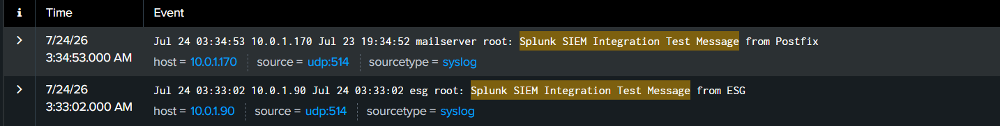 i Time Event
7/24/26 3:34:53.000 AM Jul 24 03:34:53 10.0.1.170 Jul 23 19:34:52 mailserver root: Splunk SIEM Integration Test Message from Postfix
host = 10.0.1.170 source = udp:514 sourcetype = syslog
7/24/26 3:33:02.000 AM Jul 24 03:33:02 10.0.1.90 Jul 24 03:33:02 esg root: Splunk SIEM Integration Test Message from ESG
host = 10.0.1.90 source = udp:514 sourcetype = syslog